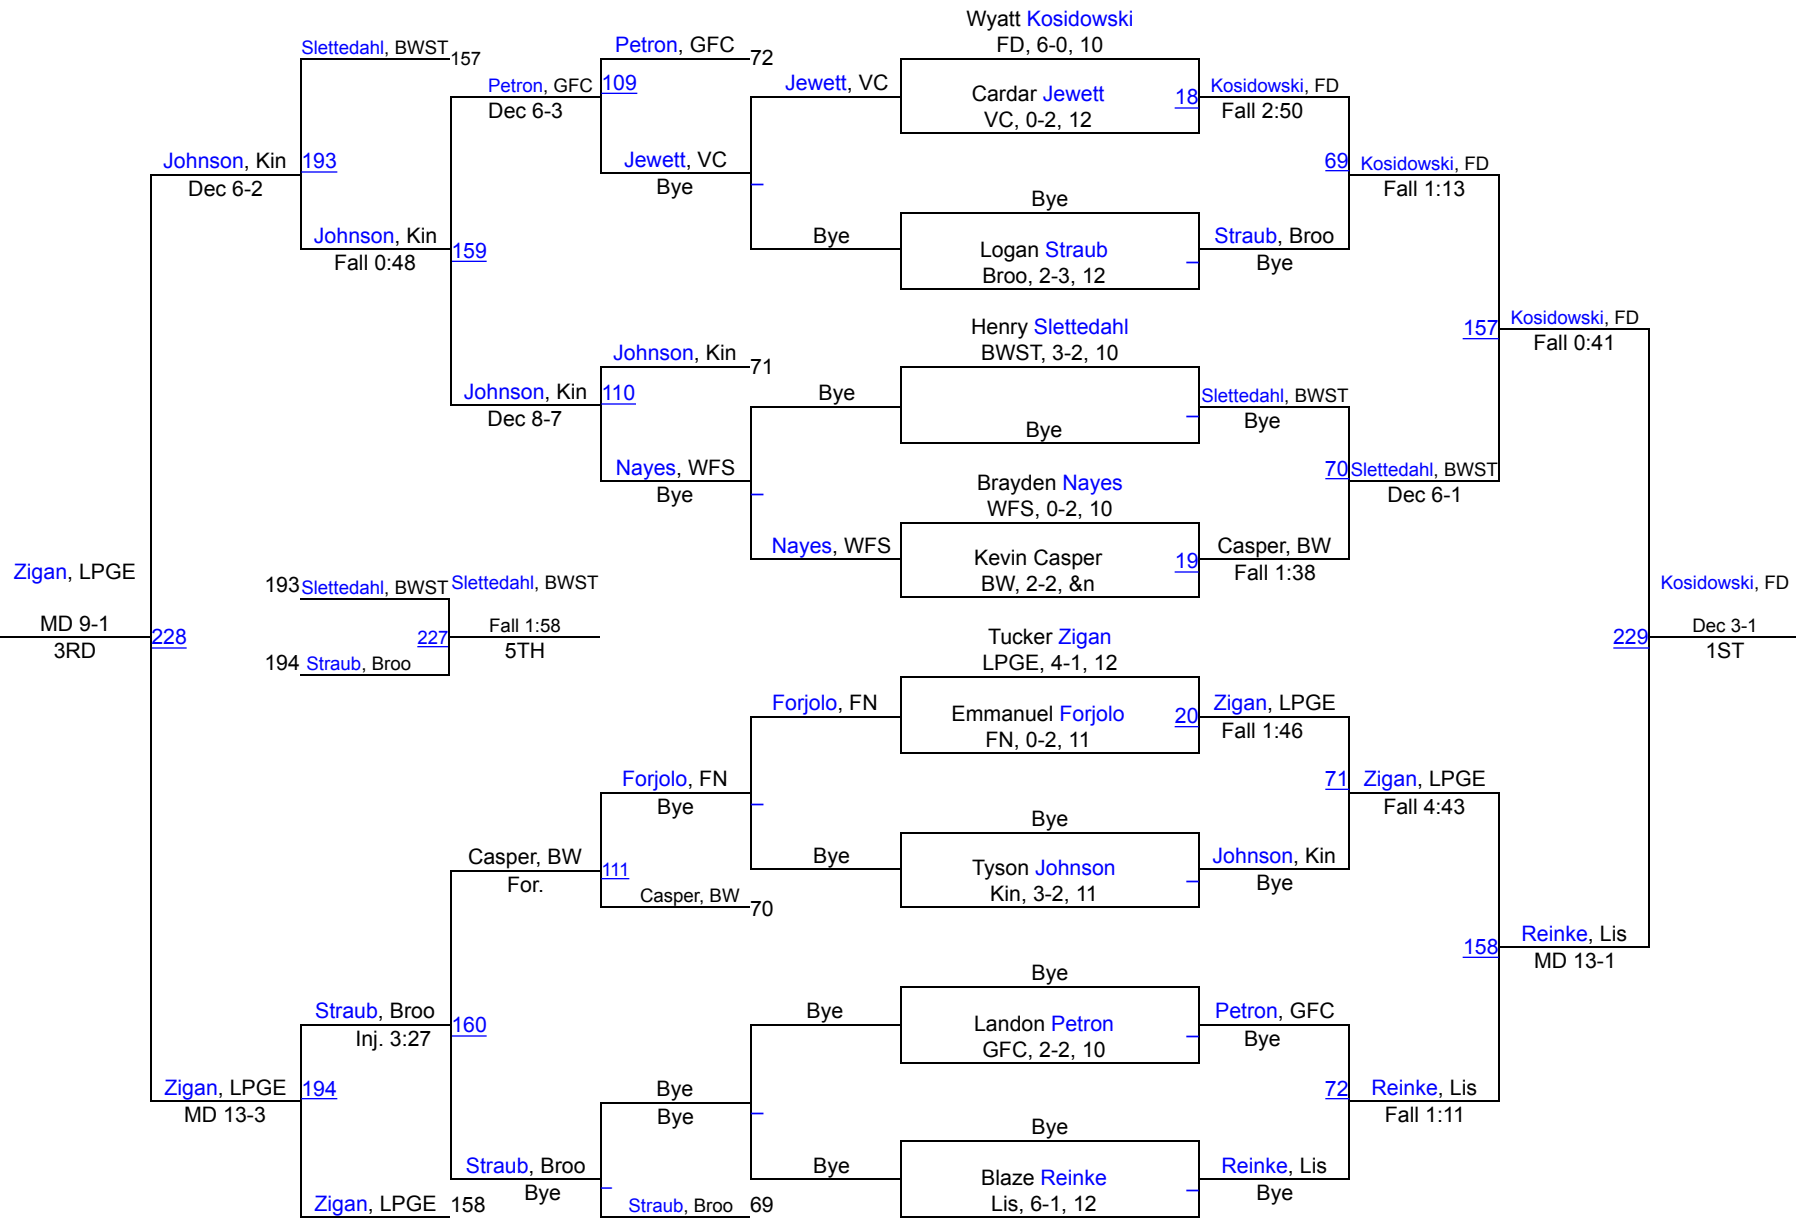 Wyatt Kosidowski
FD, 6-0, 10
Slettedahl, BWST
157
Petron, GFC
72
Petron, GFC
109
Dec 6-3
Jewett, VC
Cardar Jewett
VC, 0-2, 12
18
Kosidowski, FD
Fall 2:50
Johnson, Kin
193
Dec 6-2
Jewett, VC
Bye
69
Kosidowski, FD
Fall 1:13
Bye
Johnson, Kin
Fall 0:48
159
Bye
Logan Straub
Broo, 2-3, 12
Straub, Broo
Bye
Henry Slettedahl
BWST, 3-2, 10
157
Kosidowski, FD
Fall 0:41
Johnson, Kin
71
Johnson, Kin
110
Dec 8-7
Bye
Slettedahl, BWST
Bye
Bye
Nayes, WFS
Bye
Brayden Nayes
WFS, 0-2, 10
70
Slettedahl, BWST
Dec 6-1
Nayes, WFS
Kevin Casper
BW, 2-2, &n
19
Casper, BW
Fall 1:38
Zigan, LPGE
MD 9-1
3RD
228
193
Slettedahl, BWST
Slettedahl, BWST
227
Fall 1:58
5TH
194
Straub, Broo
Kosidowski, FD
229
Dec 3-1
1ST
Tucker Zigan
LPGE, 4-1, 12
Forjolo, FN
Emmanuel Forjolo
FN, 0-2, 11
20
Zigan, LPGE
Fall 1:46
Forjolo, FN
Bye
71
Zigan, LPGE
Fall 4:43
Bye
Casper, BW
For.
111
Casper, BW
70
Bye
Tyson Johnson
Kin, 3-2, 11
Johnson, Kin
Bye
158
Reinke, Lis
MD 13-1
Bye
Straub, Broo
Inj. 3:27
160
Bye
Landon Petron
GFC, 2-2, 10
Petron, GFC
Bye
Zigan, LPGE
194
MD 13-3
Bye
Bye
72
Reinke, Lis
Fall 1:11
Bye
Straub, Broo
Bye
Bye
Blaze Reinke
Lis, 6-1, 12
Reinke, Lis
Bye
Zigan, LPGE
158
Straub, Broo
69